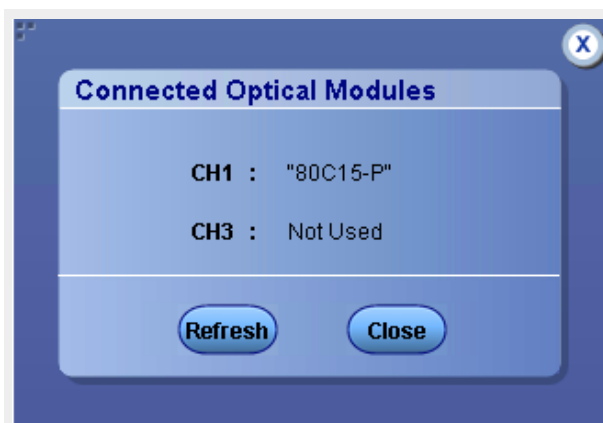 X
Connected Optical Modules
CH1 : "80C15-P"
CH3 : Not Used
Refresh Close